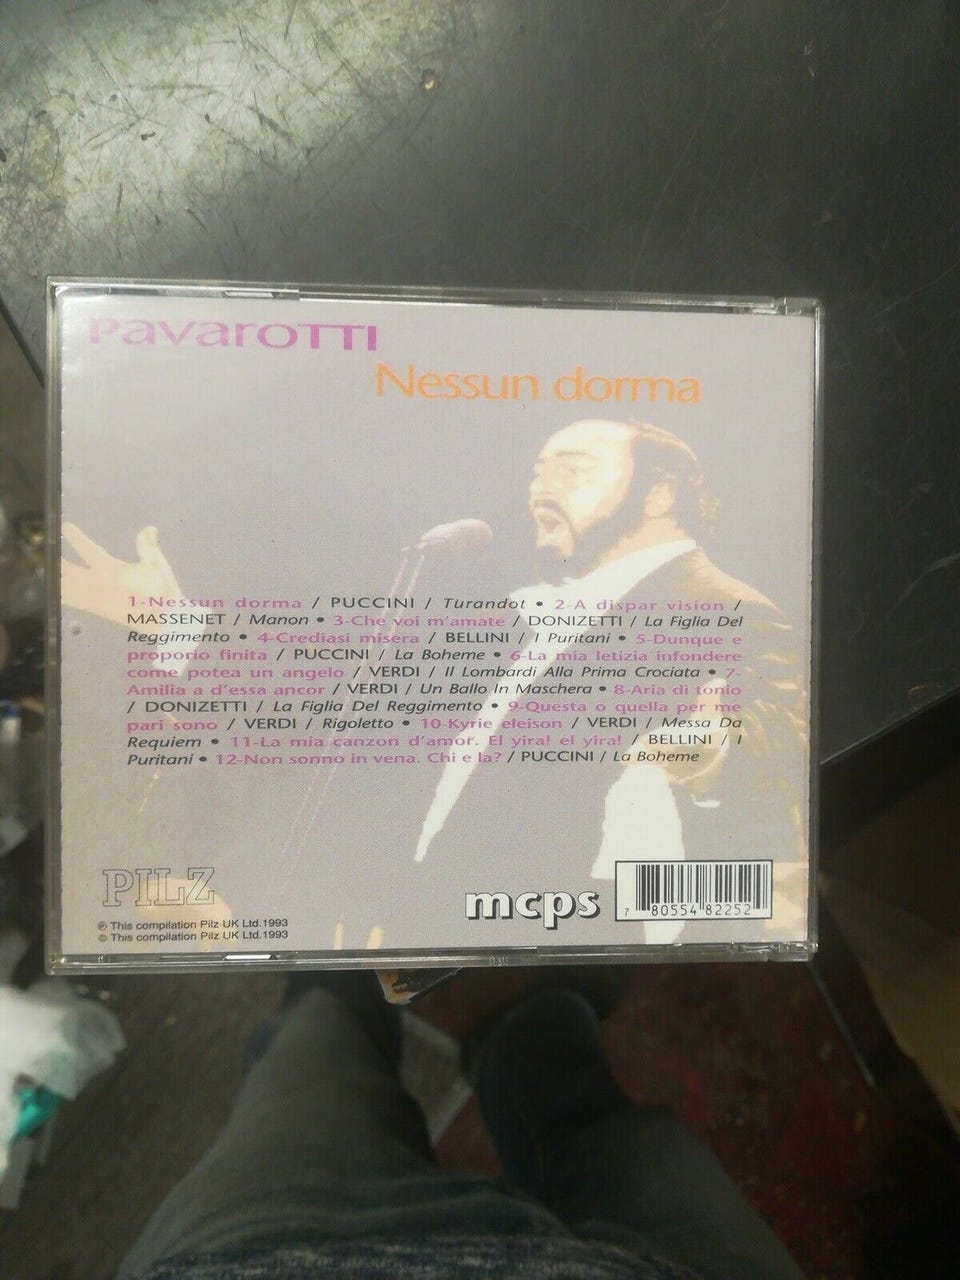 Pavarotti
Nessun dorma
1-Nessun dorma / PUCCINI / Turandot • 2-A dispar vision /
MASSENET / Manon • 3-Che voi m'amate / DONIZETTI / La Figlia Del
Reggimento • 4-Crediasi misera / BELLINI / I Puritani • 5-Dunque e
proporio finita / PUCCINI / La Boheme • 6-La mia letizia infondere
come potea un angelo / VERDI / Il Lombardi Alla Prima Crociata • 7-
Amilia a d'essa ancor / VERDI / Un Ballo In Maschera • 8-Aria di tonio
/ DONIZETTI / La Figlia Del Reggimento • 9-Questa o quella per me
pari sono / VERDI / Rigoletto • 10-Kyrie eleison / VERDI / Messa Da
Requiem • 11-La mia canzon d'amor. El yira! el yira! / BELLINI / I
Puritani • 12-Non sonno in vena. Chi e la? / PUCCINI / La Boheme
PILZ
mcps
℗ This compilation Pilz UK Ltd.1993
© This compilation Pilz UK Ltd.1993
7 80554 82252